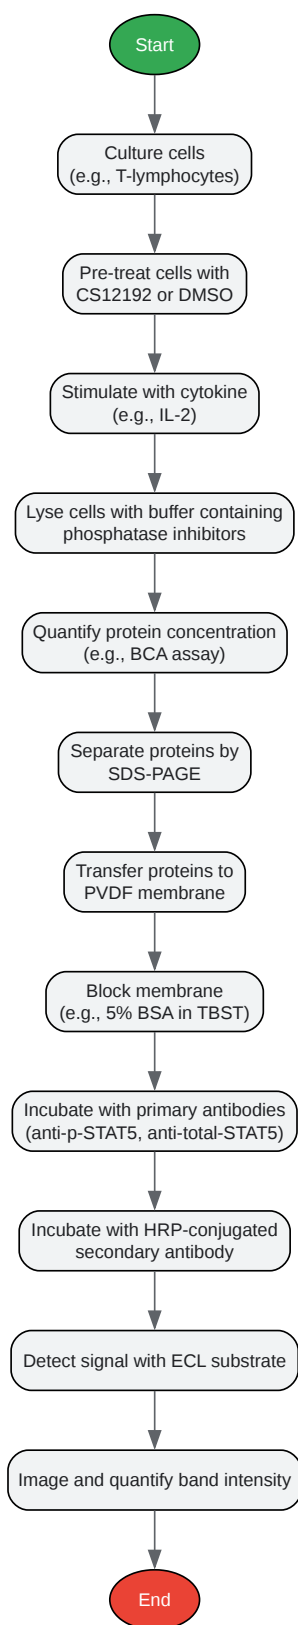 Start
Culture cells
(e.g., T-lymphocytes)
Pre-treat cells with
CS12192 or DMSO
Stimulate with cytokine
(e.g., IL-2)
Lyse cells with buffer containing
phosphatase inhibitors
Quantify protein concentration
(e.g., BCA assay)
Separate proteins by
SDS-PAGE
Transfer proteins to
PVDF membrane
Block membrane
(e.g., 5% BSA in TBST)
Incubate with primary antibodies
(anti-p-STAT5, anti-total-STAT5)
Incubate with HRP-conjugated
secondary antibody
Detect signal with ECL substrate
Image and quantify band intensity
End